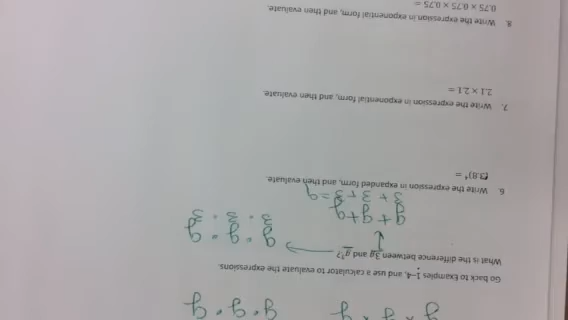 g × g × g g · g · g
Go back to Examples 1–4, and use a calculator to evaluate the expressions.
What is the difference between 3g and g³?
g + g + g g · g · g
3 + 3 + 3 = 9 3 · 3 · 3
6. Write the expression in expanded form, and then evaluate.
(3.8)⁴ =
7. Write the expression in exponential form, and then evaluate.
2.1 × 2.1 =
8. Write the expression in exponential form, and then evaluate.
0.75 × 0.75 × 0.75 =